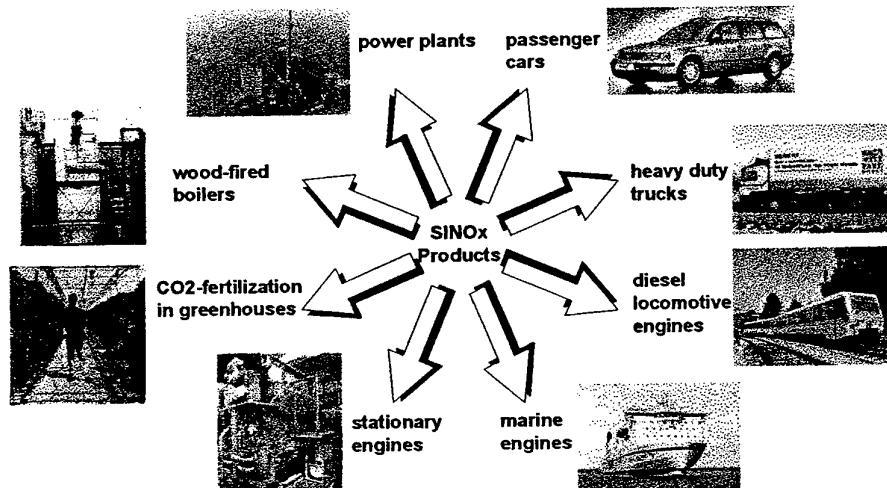 power plants
passenger
cars
wood-fired
boilers
heavy duty
trucks
SINOx
Products
CO2-fertilization
in greenhouses
diesel
locomotive
engines
stationary
engines
marine
engines